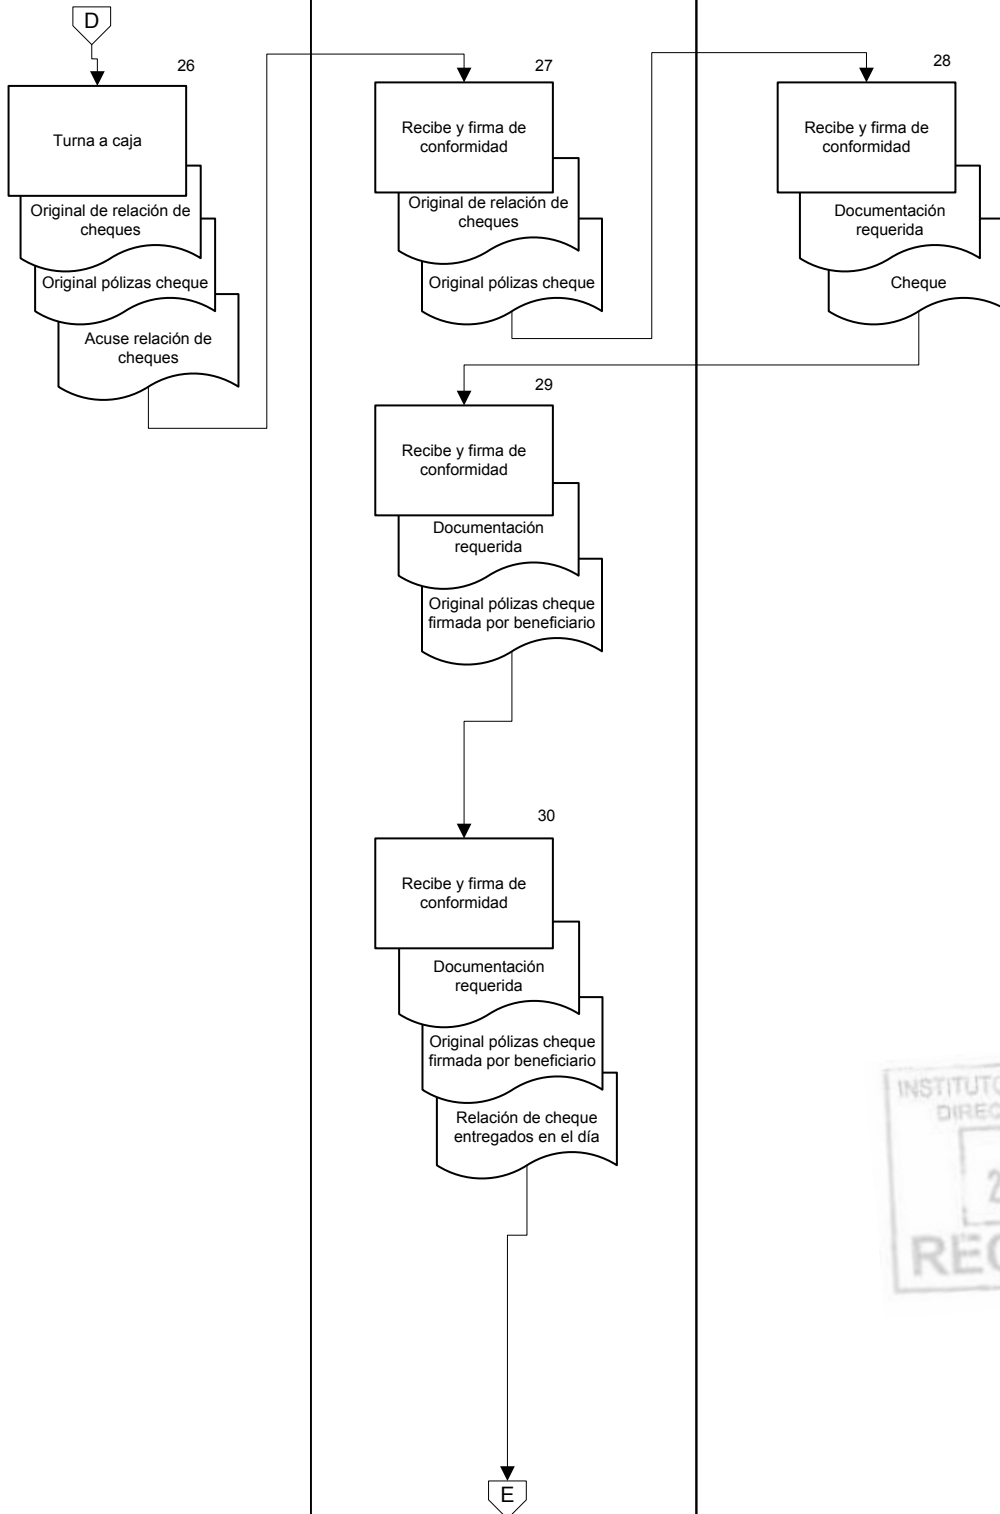 D
26
Turna a caja
Original de relación de
cheques
Original pólizas cheque
Acuse relación de
cheques
27
Recibe y firma de
conformidad
Original de relación de
cheques
Original pólizas cheque
28
Recibe y firma de
conformidad
Documentación
requerida
Cheque
29
Recibe y firma de
conformidad
Documentación
requerida
Original pólizas cheque
firmada por beneficiario
30
Recibe y firma de
conformidad
Documentación
requerida
Original pólizas cheque
firmada por beneficiario
Relación de cheque
entregados en el día
E
INSTITUTO